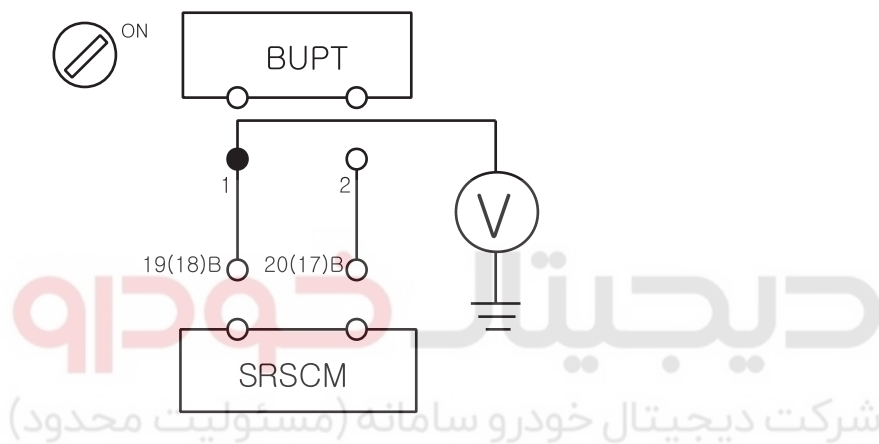 ON
BUPT
1
2
V
19(18)B
20(17)B
دیجیتال خودرو
SRSCM
شرکت دیجیتال خودرو سامانه (مسئولیت محدود)